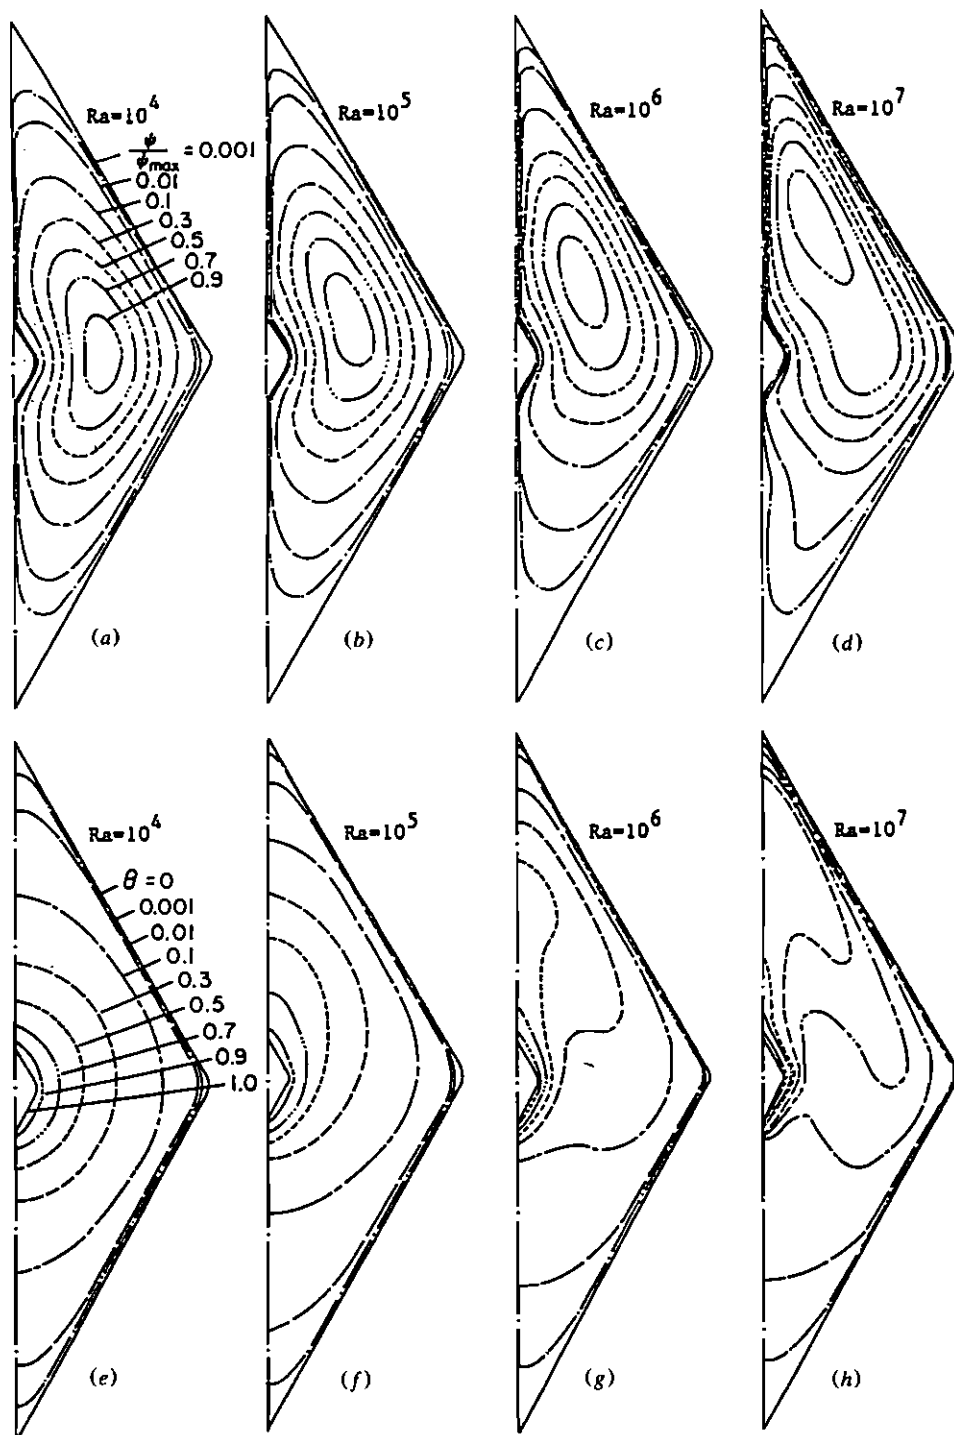 Ra=10^4
ψ/ψmax = 0.001
0.01
0.1
0.3
0.5
0.7
0.9
(a)
Ra=10^5
(b)
Ra=10^6
(c)
Ra=10^7
(d)
Ra=10^4
θ = 0
0.001
0.01
0.1
0.3
0.5
0.7
0.9
1.0
(e)
Ra=10^5
(f)
Ra=10^6
(g)
Ra=10^7
(h)